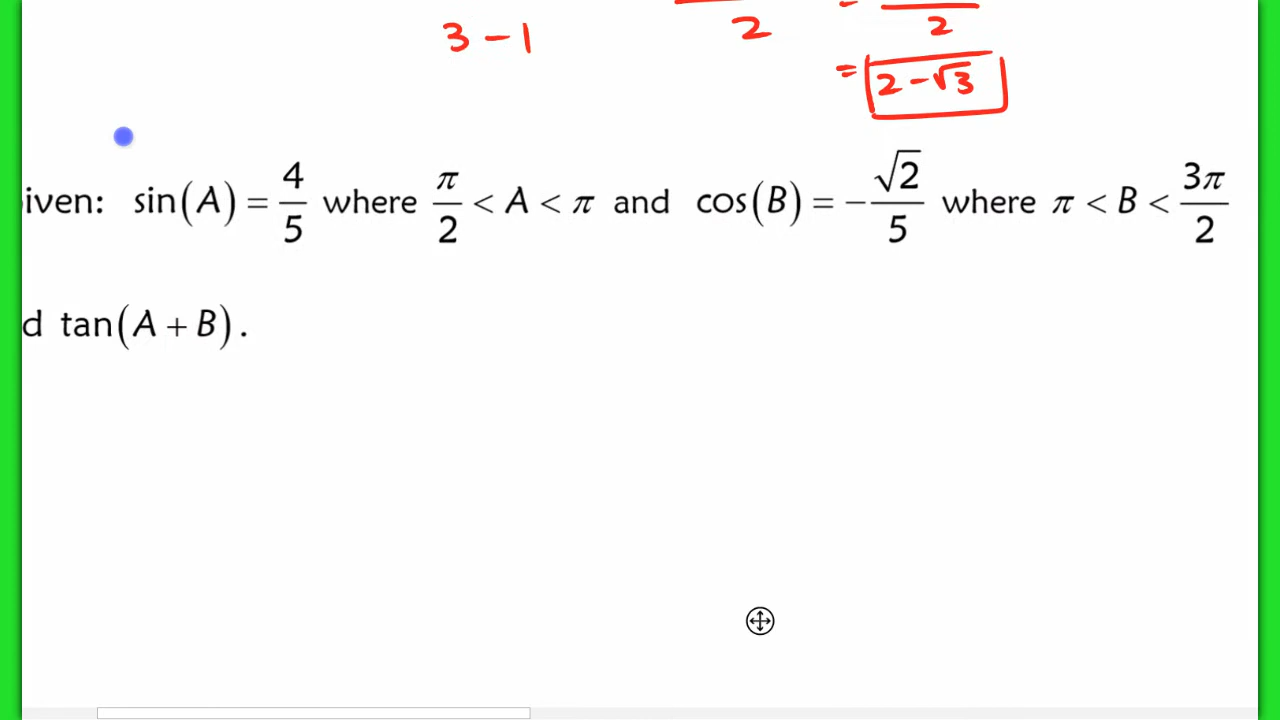 3 - 1
2
=
2
= 2 - √3
iven: sin(A) = 4/5 where π/2 < A < π and cos(B) = -√2/5 where π < B < 3π/2
d tan(A + B).